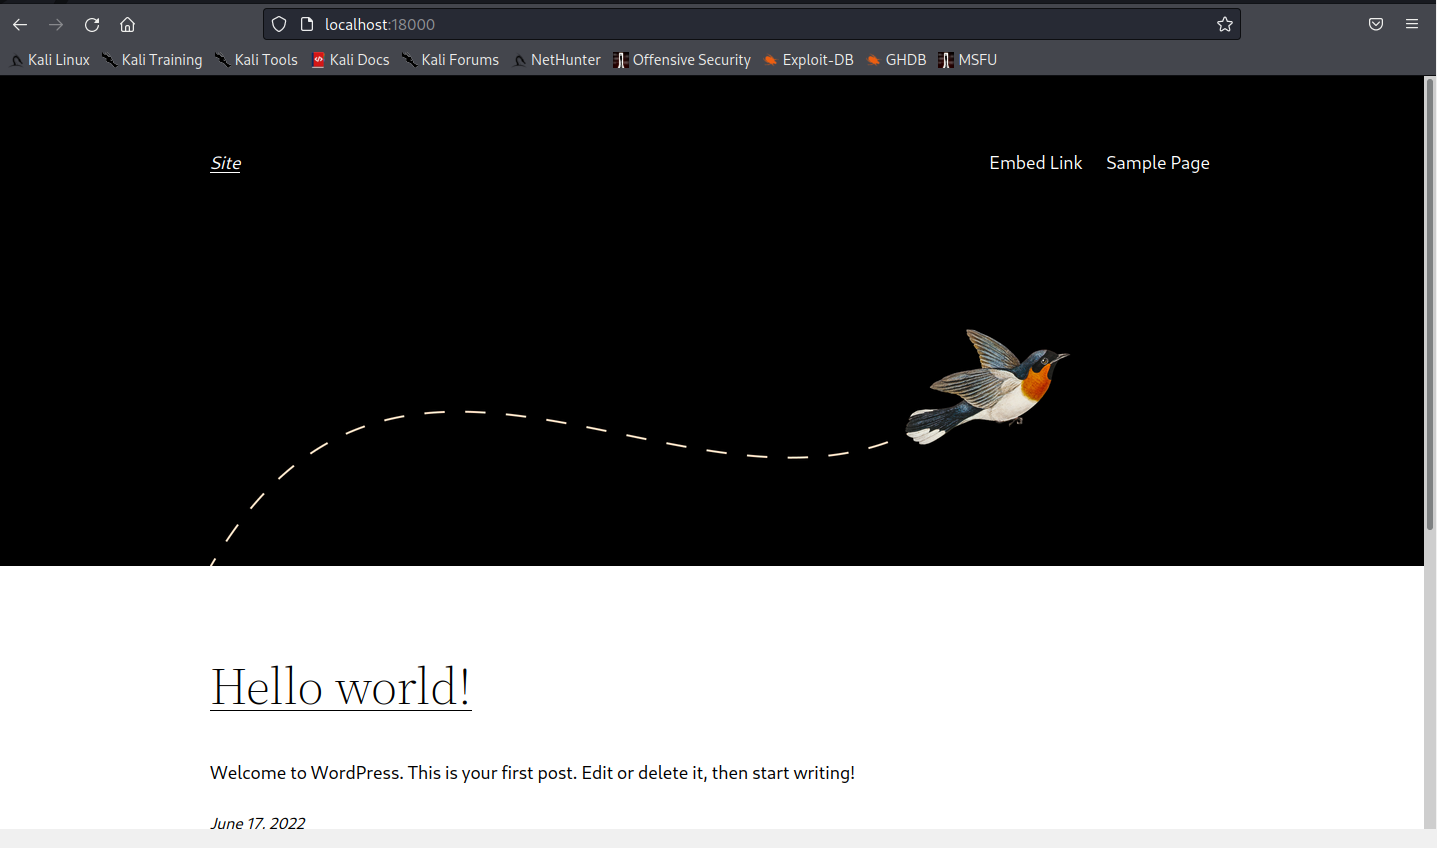 localhost:18000
Kali Linux Kali Training Kali Tools Kali Docs Kali Forums NetHunter Offensive Security Exploit-DB GHDB MSFU
Site Embed Link Sample Page
Hello world!
Welcome to WordPress. This is your first post. Edit or delete it, then start writing!
June 17, 2022